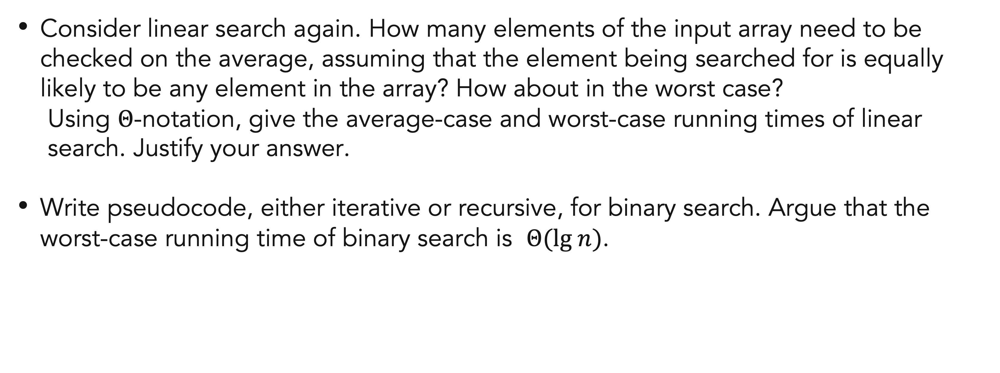 • Consider linear search again. How many elements of the input array need to be
checked on the average, assuming that the element being searched for is equally
likely to be any element in the array? How about in the worst case?
Using Θ-notation, give the average-case and worst-case running times of linear
search. Justify your answer.
• Write pseudocode, either iterative or recursive, for binary search. Argue that the
worst-case running time of binary search is Θ(lg n).